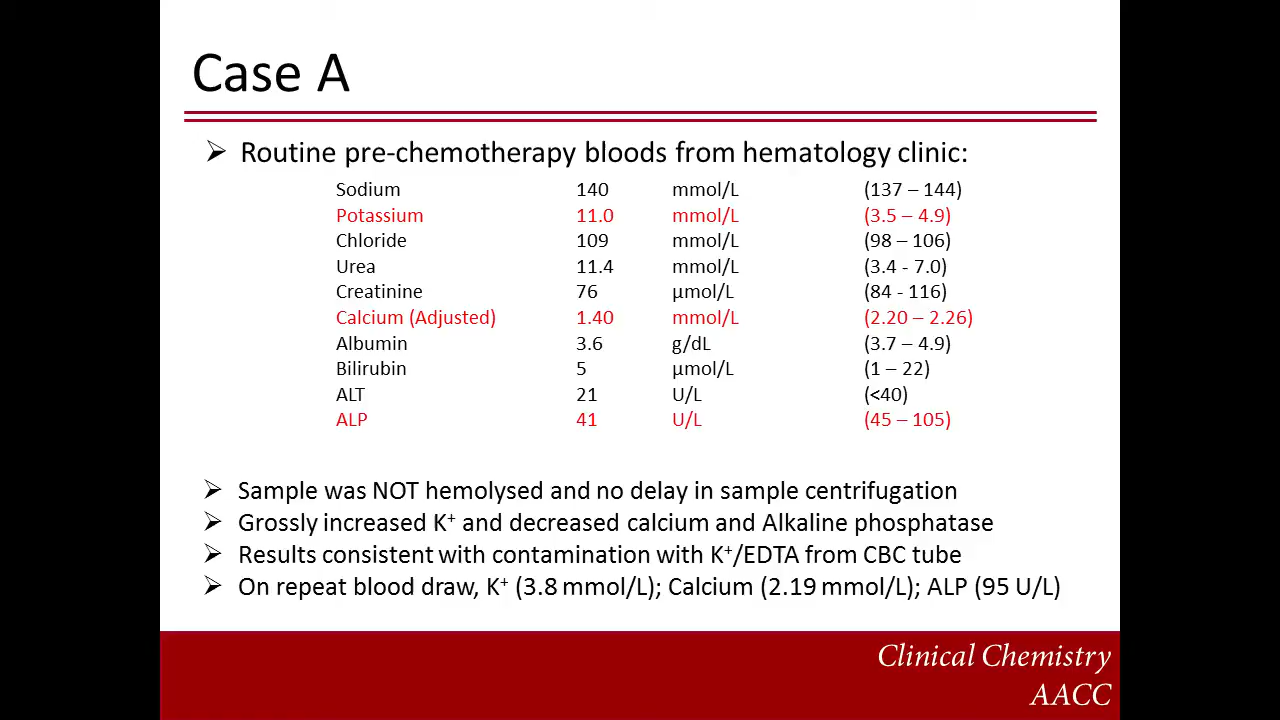 Case A
➢ Routine pre-chemotherapy bloods from hematology clinic:
Sodium 140 mmol/L (137 – 144)
Potassium 11.0 mmol/L (3.5 – 4.9)
Chloride 109 mmol/L (98 – 106)
Urea 11.4 mmol/L (3.4 - 7.0)
Creatinine 76 µmol/L (84 - 116)
Calcium (Adjusted) 1.40 mmol/L (2.20 – 2.26)
Albumin 3.6 g/dL (3.7 – 4.9)
Bilirubin 5 µmol/L (1 – 22)
ALT 21 U/L (<40)
ALP 41 U/L (45 – 105)
➢ Sample was NOT hemolysed and no delay in sample centrifugation
➢ Grossly increased K⁺ and decreased calcium and Alkaline phosphatase
➢ Results consistent with contamination with K⁺/EDTA from CBC tube
➢ On repeat blood draw, K⁺ (3.8 mmol/L); Calcium (2.19 mmol/L); ALP (95 U/L)
Clinical Chemistry
AACC